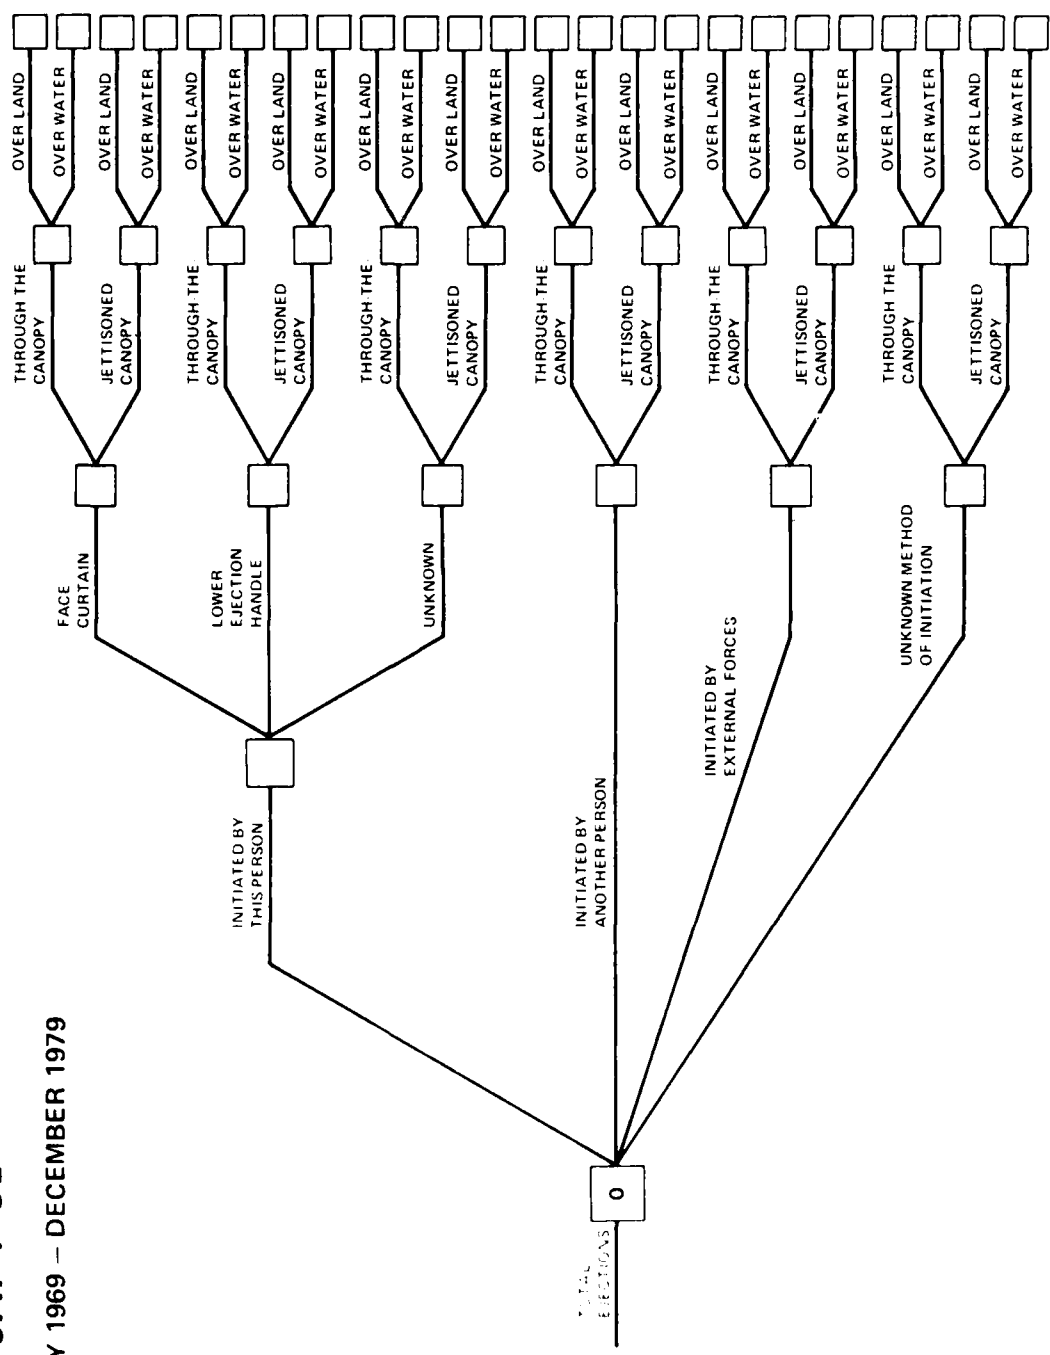 1969 – DECEMBER 1979
TOTAL
EJECTIONS
0
INITIATED BY
THIS PERSON
INITIATED BY
ANOTHER PERSON
INITIATED BY
EXTERNAL FORCES
UNKNOWN METHOD
OF INITIATION
FACE
CURTAIN
LOWER
EJECTION
HANDLE
UNKNOWN
THROUGH THE
CANOPY
JETTISONED
CANOPY
THROUGH THE
CANOPY
JETTISONED
CANOPY
THROUGH THE
CANOPY
JETTISONED
CANOPY
THROUGH THE
CANOPY
JETTISONED
CANOPY
THROUGH THE
CANOPY
JETTISONED
CANOPY
THROUGH THE
CANOPY
JETTISONED
CANOPY
OVER LAND
OVER WATER
OVER LAND
OVER WATER
OVER LAND
OVER WATER
OVER LAND
OVER WATER
OVER LAND
OVER WATER
OVER LAND
OVER WATER
OVER LAND
OVER WATER
OVER LAND
OVER WATER
OVER LAND
OVER WATER
OVER LAND
OVER WATER
OVER LAND
OVER WATER
OVER LAND
OVER WATER